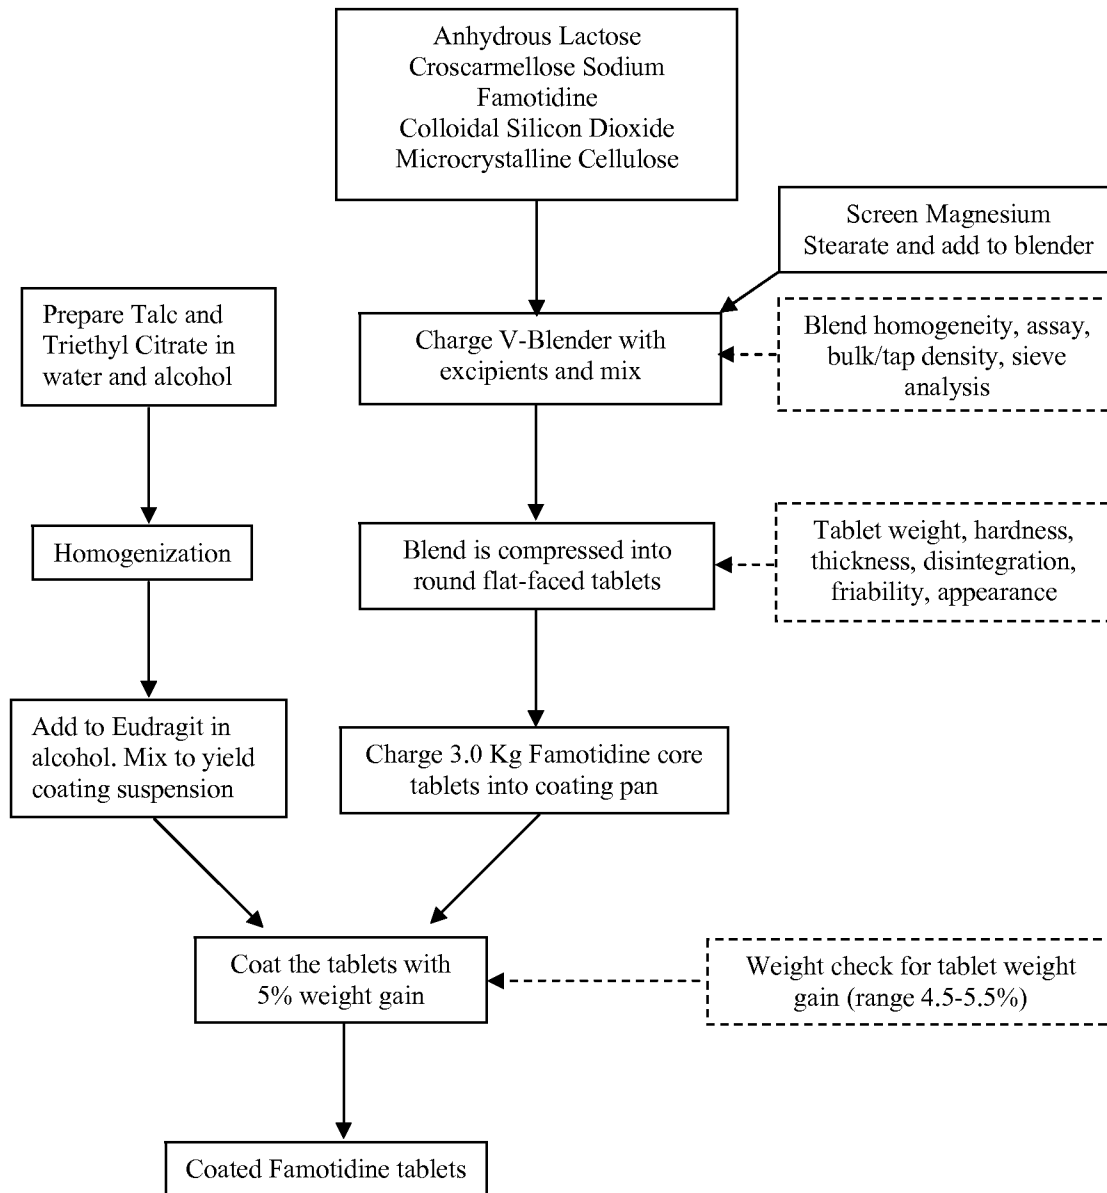 Anhydrous Lactose
Croscarmellose Sodium
Famotidine
Colloidal Silicon Dioxide
Microcrystalline Cellulose
Screen Magnesium
Stearate and add to blender
Prepare Talc and
Triethyl Citrate in
water and alcohol
Charge V-Blender with
excipients and mix
Blend homogeneity, assay,
bulk/tap density, sieve
analysis
Homogenization
Blend is compressed into
round flat-faced tablets
Tablet weight, hardness,
thickness, disintegration,
friability, appearance
Add to Eudragit in
alcohol. Mix to yield
coating suspension
Charge 3.0 Kg Famotidine core
tablets into coating pan
Coat the tablets with
5% weight gain
Weight check for tablet weight
gain (range 4.5-5.5%)
Coated Famotidine tablets